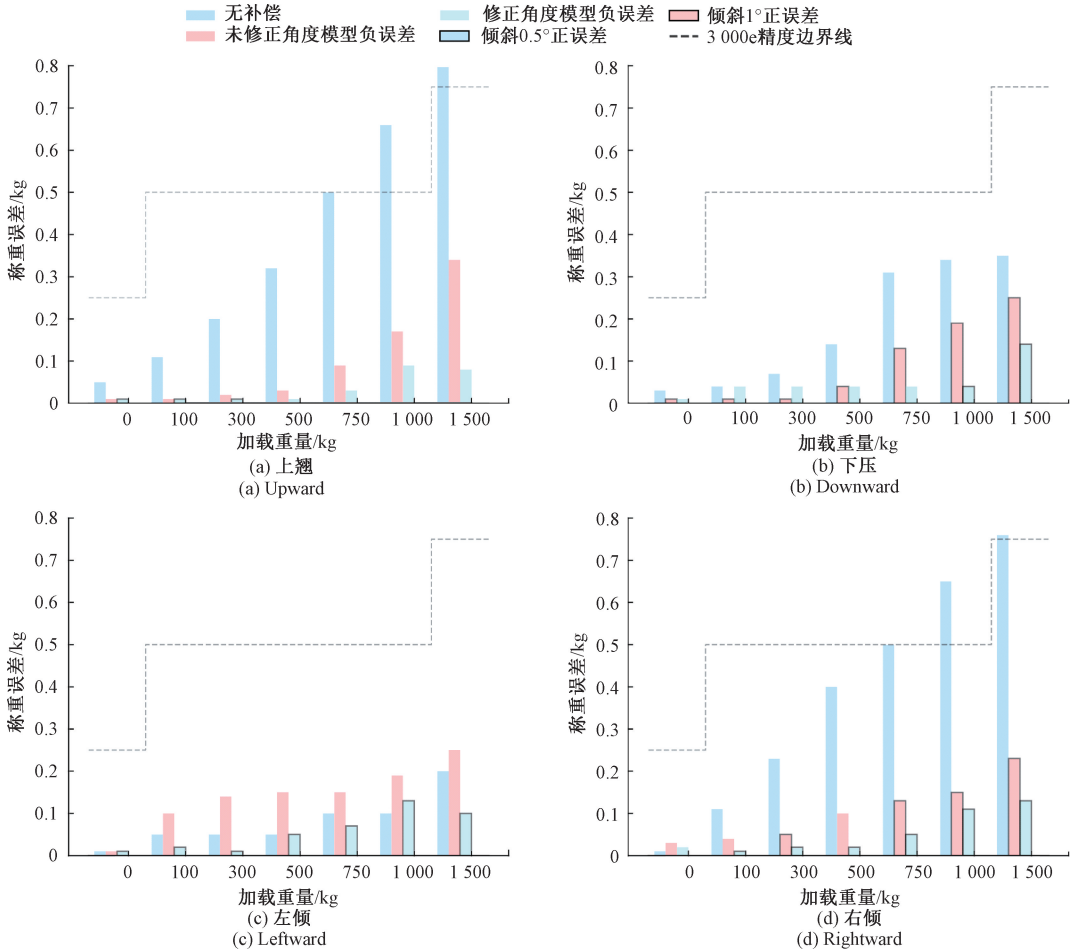 无补偿
修正角度模型负误差
倾斜1°正误差
未修正角度模型负误差
倾斜0.5°正误差
3 000e精度边界线
0.8
0.7
0.6
0.5
0.4
0.3
0.2
0.1
0
称重误差/kg
0 100 300 500 750 1 000 1 500
加载重量/kg
(a) 上翘
(a) Upward
0.8
0.7
0.6
0.5
0.4
0.3
0.2
0.1
0
称重误差/kg
0 100 300 500 750 1 000 1 500
加载重量/kg
(b) 下压
(b) Downward
0.8
0.7
0.6
0.5
0.4
0.3
0.2
0.1
0
称重误差/kg
0 100 300 500 750 1 000 1 500
加载重量/kg
(c) 左倾
(c) Leftward
0.8
0.7
0.6
0.5
0.4
0.3
0.2
0.1
0
称重误差/kg
0 100 300 500 750 1 000 1 500
加载重量/kg
(d) 右倾
(d) Rightward